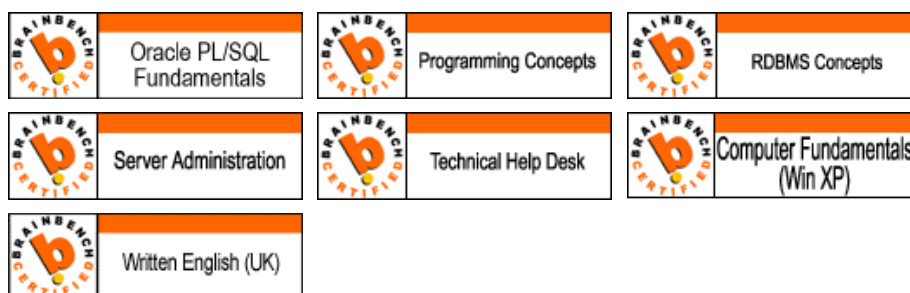 BRAINBENCH CERTIFIED
Oracle PL/SQL
Fundamentals
BRAINBENCH CERTIFIED
Programming Concepts
BRAINBENCH CERTIFIED
RDBMS Concepts
BRAINBENCH CERTIFIED
Server Administration
BRAINBENCH CERTIFIED
Technical Help Desk
BRAINBENCH CERTIFIED
Computer Fundamentals
(Win XP)
BRAINBENCH CERTIFIED
Written English (UK)